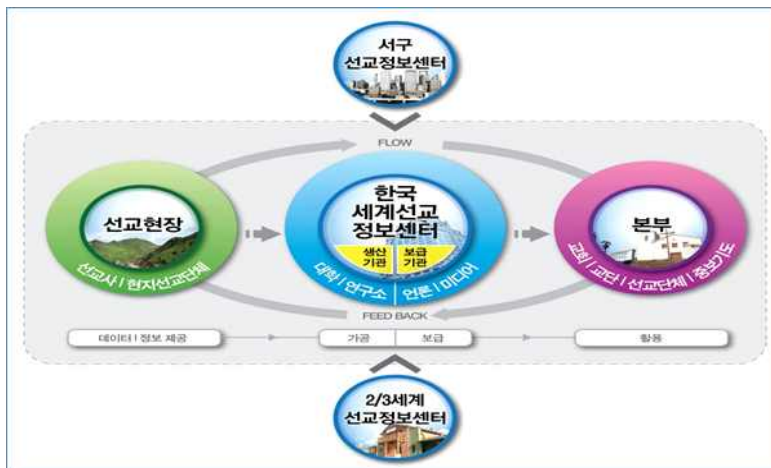 서구
선교정보센터
FLOW
선교현장
선교사 | 현지선교단체
한국
세계선교
정보센터
생산
기관
보급
기관
대학 | 연구소 | 언론 | 미디어
본부
교회 | 교단 | 선교단체 | 중보기도
FEED BACK
데이터 | 정보 제공
가공
보급
활용
2/3세계
선교정보센터